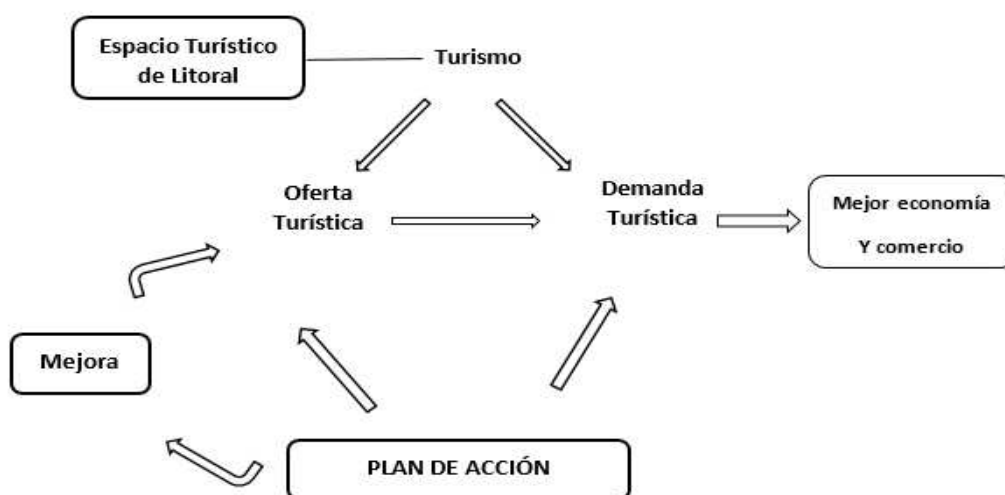 Espacio Turístico
de Litoral
Turismo
Oferta
Turística
Demanda
Turística
Mejor economía
Y comercio
Mejora
PLAN DE ACCIÓN